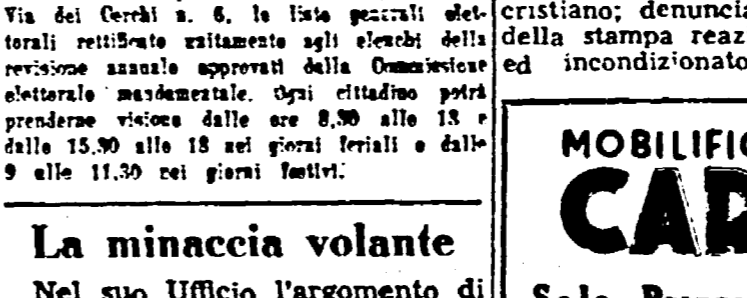 Via dei Cerchi n. 6, le liste generali elet-
torali rettificate unitamente agli elenchi della
revisione annuale approvati dalla Commissione
elettorale mandamentale. Ogni cittadino potrà
prenderne visione dalle ore 8,30 alle 13 e
dalle 15.30 alle 18 nei giorni feriali e dalle
9 alle 11.30 nei giorni festivi.
La minaccia volante
Nel suo Ufficio l'argomento di
cristiano; denuncia
della stampa reaz
ed incondizionato
MOBILIFIC
CAR
Sole